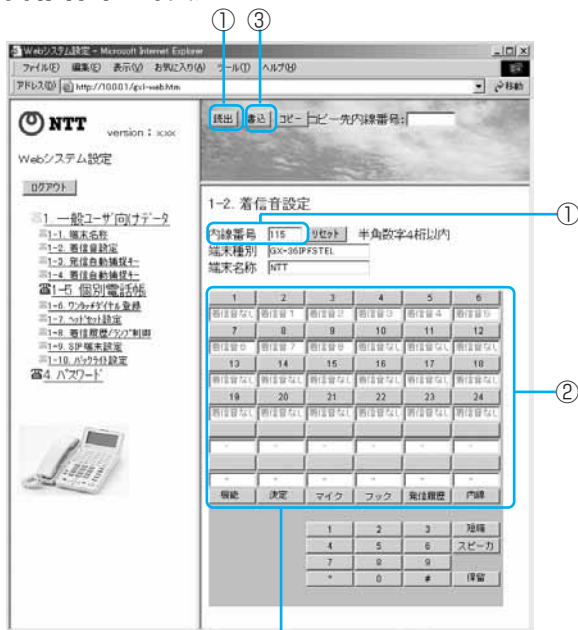 ① ③
Webシステム設定 - Microsoft Internet Explorer
ファイル(F) 編集(E) 表示(V) お気に入り(A) ツール(T) ヘルプ(H)
アドレス(D) 移動
NTT version : x.xx
Webシステム設定
ログアウト
1. 一般ユーザ向けデータ
1-1. 端末名称
1-2. 着信音設定
1-3. 発信自動捕捉キー
1-4. 着信自動捕捉キー
1-5 個別電話帳
1-6. ワンタッチダイヤル登録
1-7. ヘッドセット設定
1-8. 着信履歴/ランプ制御
1-9. SIP端末設定
1-10. バックライト設定
4. パスワード
読出 書込 コピー コピー先内線番号:
1-2. 着信音設定
①
内線番号 115 リセット 半角数字4桁以内
端末種別 GX-36IPFSTEL
端末名称 NTT
1 2 3 4 5 6
着信音なし 着信音1 着信音2 着信音3 着信音4 着信音5
7 8 9 10 11 12
着信音6 着信音7 着信音8 着信音なし 着信音なし 着信音なし
②
13 14 15 16 17 18
着信音なし 着信音なし 着信音なし 着信音なし 着信音なし 着信音なし
19 20 21 22 23 24
着信音なし 着信音なし 着信音なし 着信音なし 着信音なし 着信音なし
- - - - - -
- - - - - -
機能 決定 マイク フック 発信履歴 内線
1 2 3 短縮
4 5 6 スピーカ
7 8 9
* 0 # 保留